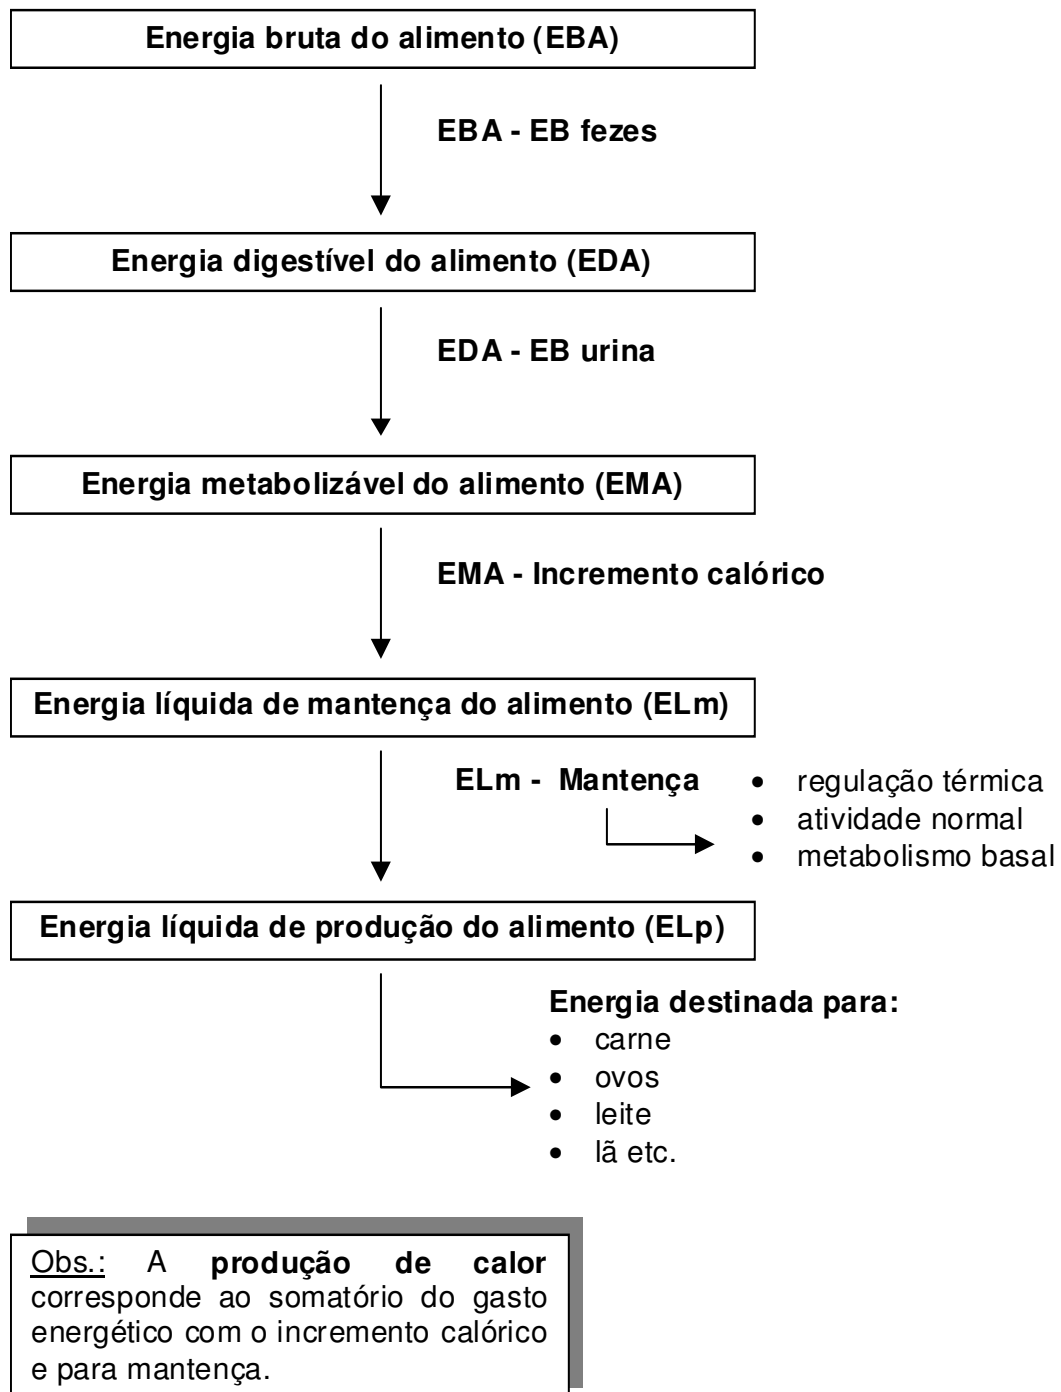 Energia bruta do alimento (EBA)
EBA - EB fezes
Energia digestível do alimento (EDA)
EDA - EB urina
Energia metabolizável do alimento (EMA)
EMA - Incremento calórico
Energia líquida de mantença do alimento (ELm)
ELm - Mantença
• regulação térmica
• atividade normal
• metabolismo basal
Energia líquida de produção do alimento (ELp)
Energia destinada para:
• carne
• ovos
• leite
• lã etc.
Obs.: A produção de calor
corresponde ao somatório do gasto
energético com o incremento calórico
e para mantença.